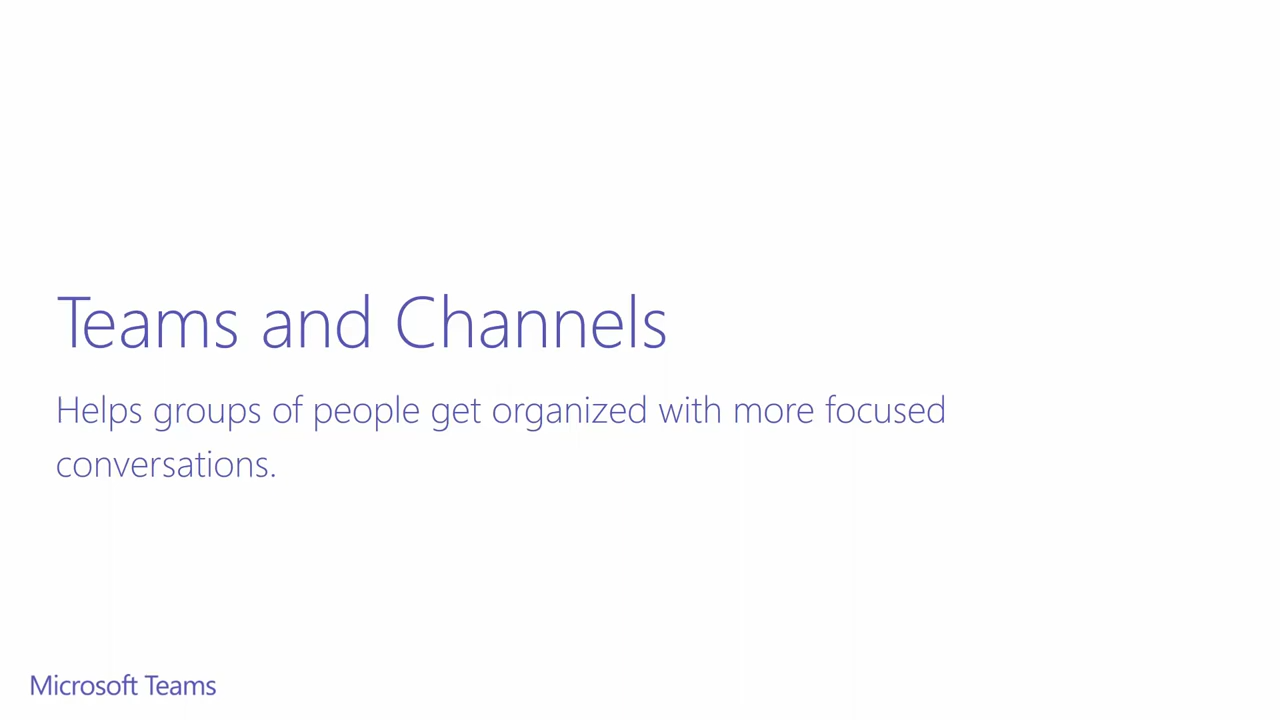 Teams and Channels
Helps groups of people get organized with more focused
conversations.
Microsoft Teams